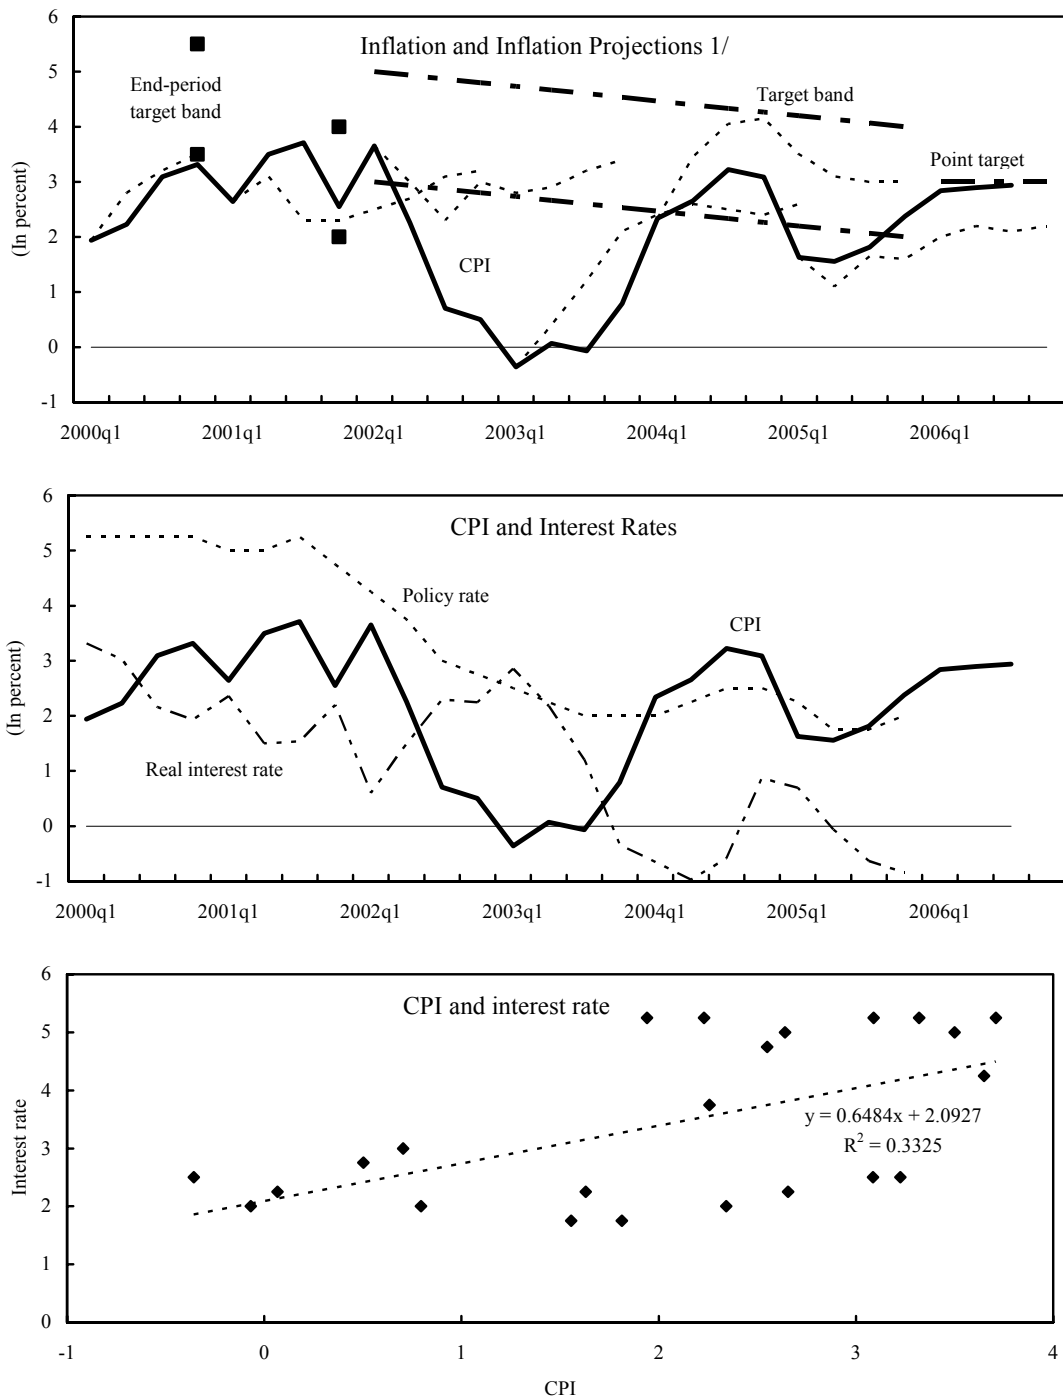 Inflation and Inflation Projections 1/
(In percent)
6
5
4
3
2
1
0
-1
End-period
target band
Target band
Point target
CPI
2000q1 2001q1 2002q1 2003q1 2004q1 2005q1 2006q1
CPI and Interest Rates
(In percent)
6
5
4
3
2
1
0
-1
Policy rate
CPI
Real interest rate
2000q1 2001q1 2002q1 2003q1 2004q1 2005q1 2006q1
CPI and interest rate
Interest rate
6
5
4
3
2
1
0
y = 0.6484x + 2.0927
R² = 0.3325
-1 0 1 2 3 4
CPI